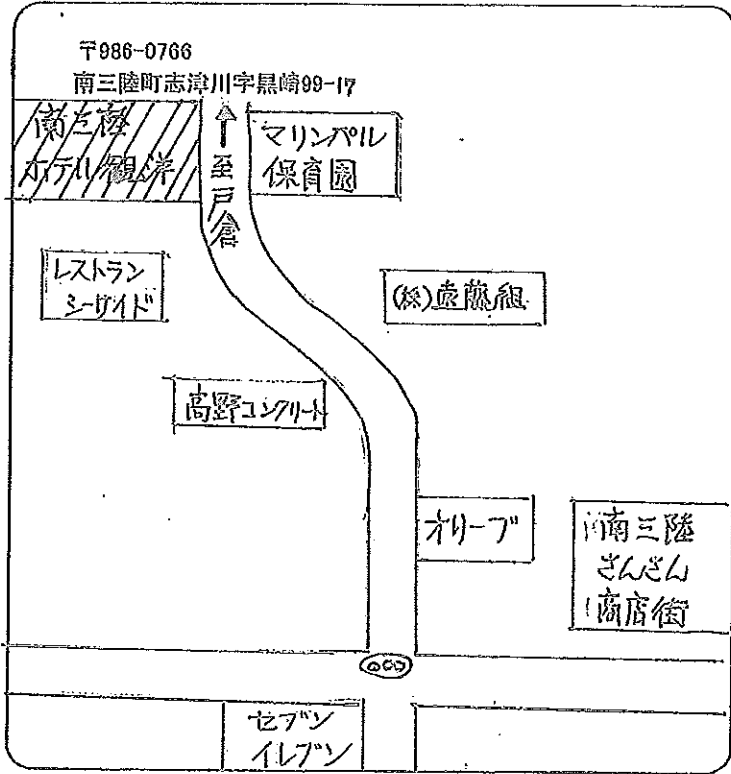 〒986-0766
南三陸町志津川字黒崎99-17
南三陸
ホテル観洋
至戸倉
マリンパル
保育園
レストラン
シーサイド
(株)遠藤組
高野コンクリート
オリーブ
南三陸
さんさん
商店街
セブン
イレブン